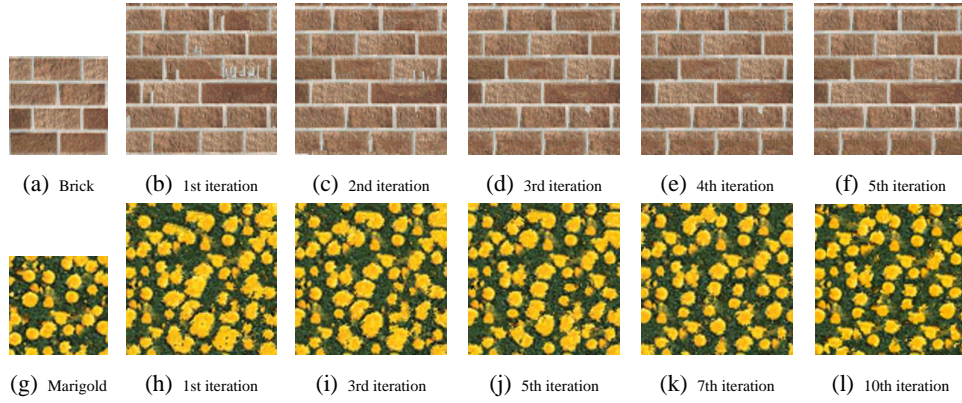 (a) Brick
(b) 1st iteration
(c) 2nd iteration
(d) 3rd iteration
(e) 4th iteration
(f) 5th iteration
(g) Marigold
(h) 1st iteration
(i) 3rd iteration
(j) 5th iteration
(k) 7th iteration
(l) 10th iteration